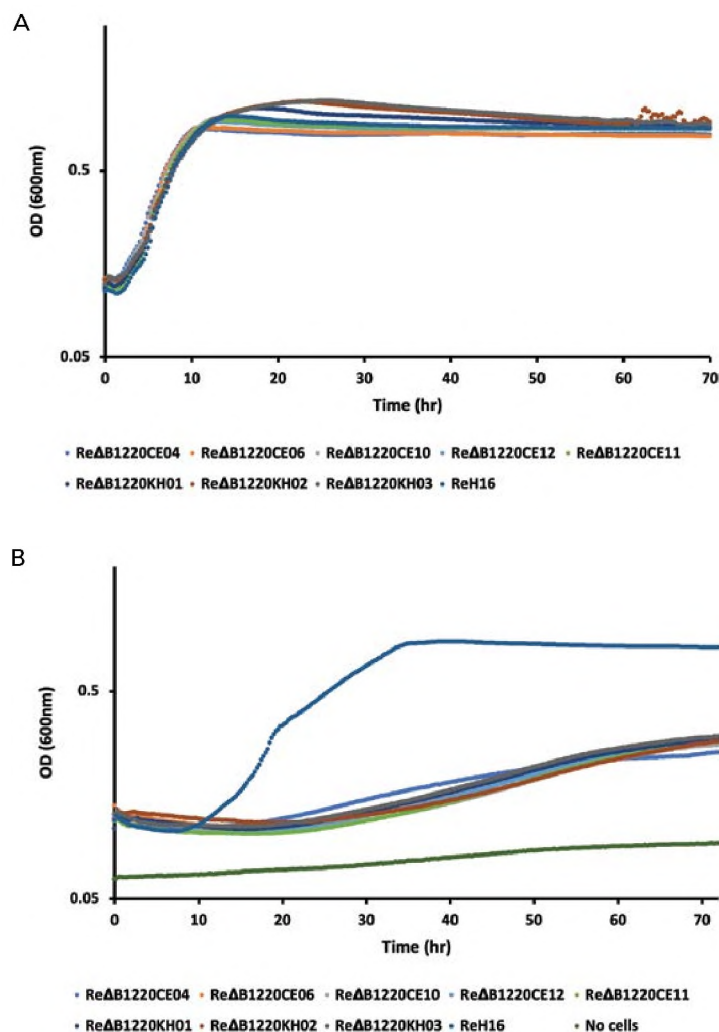 A
OD (600nm)
0.5
0.05
0 10 20 30 40 50 60 70
Time (hr)
ReΔB1220CE04 ReΔB1220CE06 ReΔB1220CE10 ReΔB1220CE12 ReΔB1220CE11
ReΔB1220KH01 ReΔB1220KH02 ReΔB1220KH03 ReH16
B
OD (600nm)
0.5
0.05
0 10 20 30 40 50 60 70
Time (hr)
ReΔB1220CE04 ReΔB1220CE06 ReΔB1220CE10 ReΔB1220CE12 ReΔB1220CE11
ReΔB1220KH01 ReΔB1220KH02 ReΔB1220KH03 ReH16 No cells